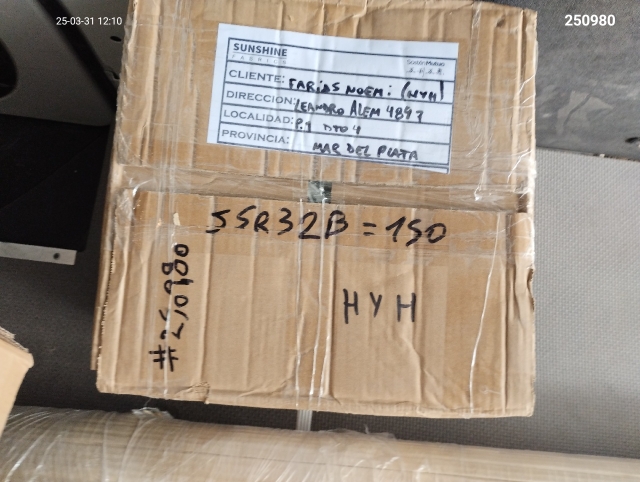 25-03-31 12:10
250980
SUNSHINE
FABRICS
CLIENTE: FARIAS NOEMI (HYH)
DIRECCION: LEANDRO ALEM 4897
LOCALIDAD: P.1 DTO 4
PROVINCIA: MAR DEL PLATA
SSR32B = 150
HYH